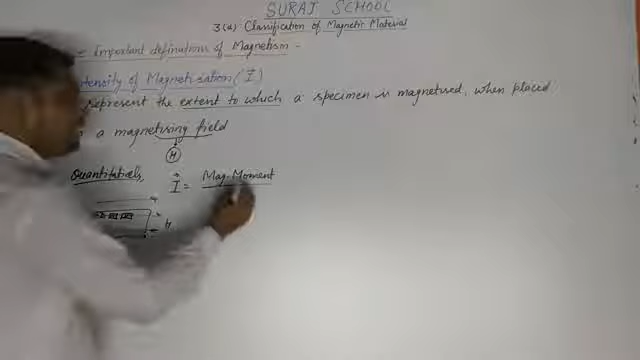 SURAJ SCHOOL
3(a) Classification of Magnetic Material
Important definitions of Magnetism -
Intensity of Magnetisation (I)
represent the extent to which a specimen is magnetised, when placed
a magnetising field
H
Quantitatively I = Mag. Moment